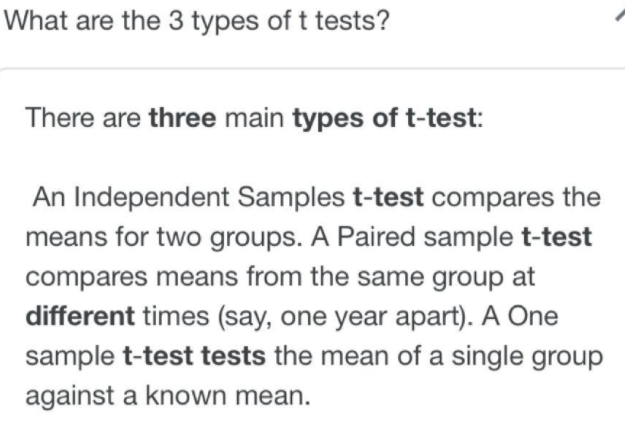 What are the 3 types of t tests?
There are three main types of t-test:
An Independent Samples t-test compares the
means for two groups. A Paired sample t-test
compares means from the same group at
different times (say, one year apart). A One
sample t-test tests the mean of a single group
against a known mean.